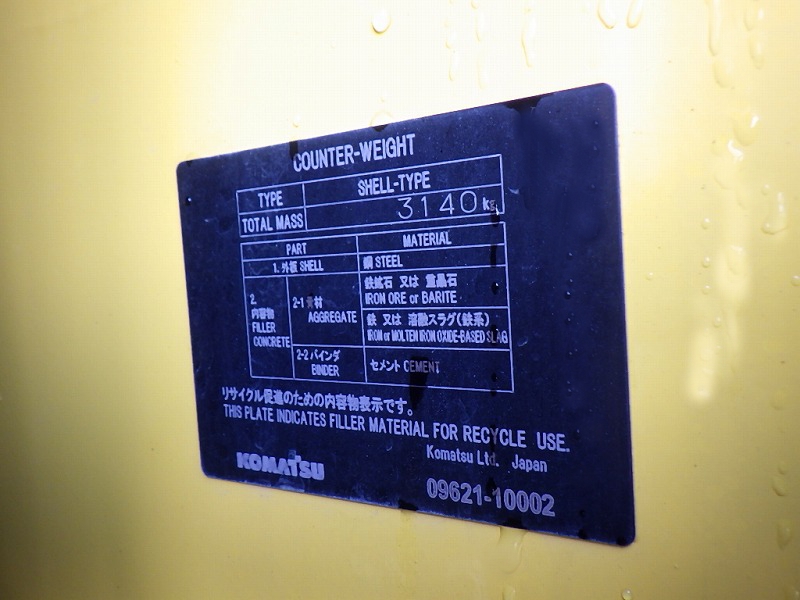 COUNTER-WEIGHT
TYPE SHELL-TYPE
TOTAL MASS 3140 kg
PART MATERIAL
1. 外板 SHELL 鋼 STEEL
2. 内容物 FILLER CONCRETE
2-1 骨材 AGGREGATE
鉄鉱石 又は 重晶石
IRON ORE or BARITE
鉄 又は 溶融スラグ(鉄系)
IRON or MOLTEN IRON OXIDE-BASED SLAG
2-2 バインダ BINDER
セメント CEMENT
リサイクル促進のための内容物表示です。
THIS PLATE INDICATES FILLER MATERIAL FOR RECYCLE USE.
Komatsu Ltd. Japan
KOMATSU
09621-10002